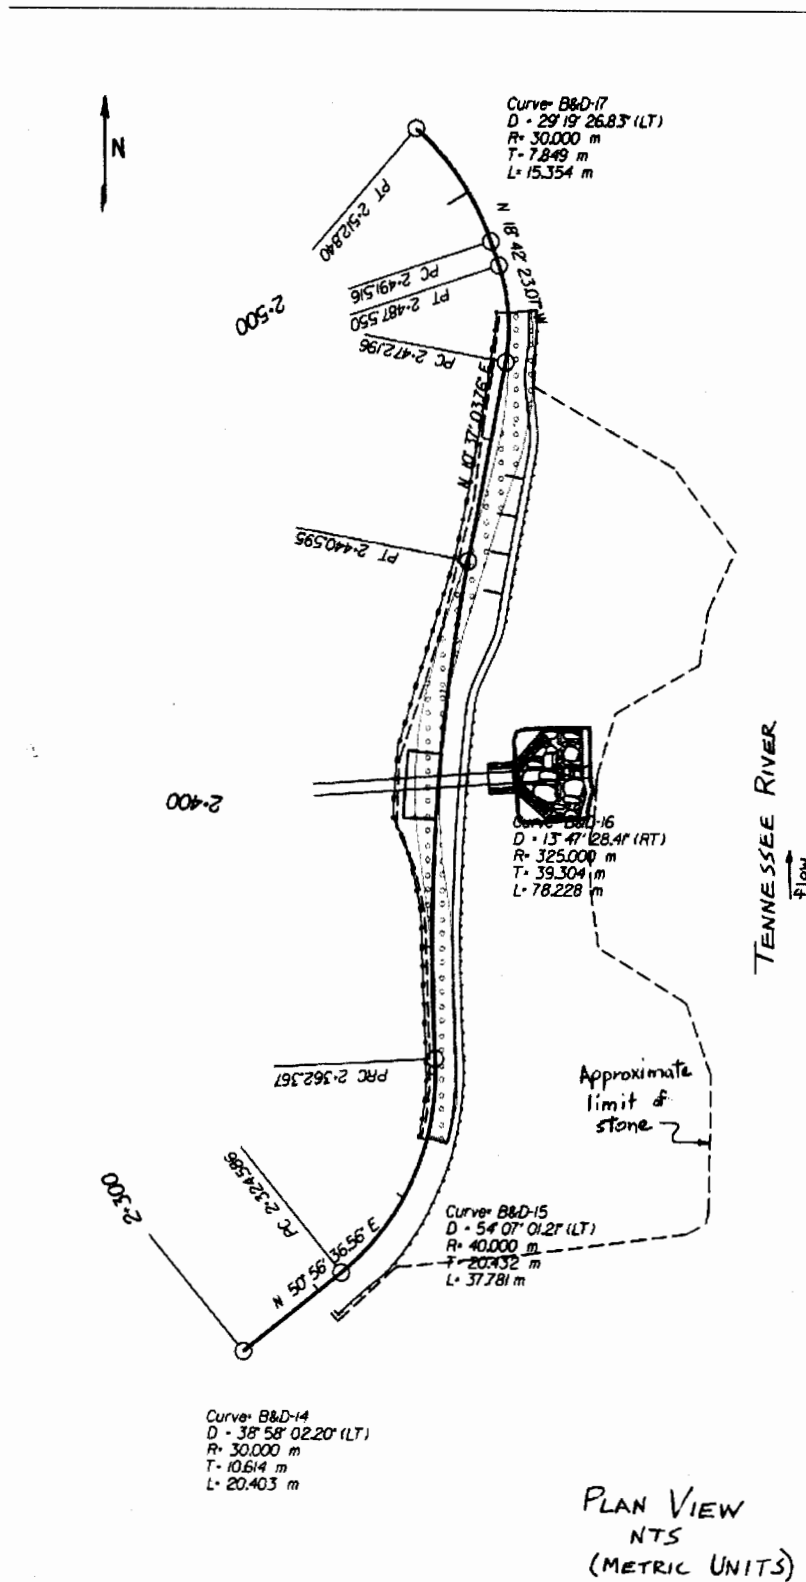 N
Curve= B&D-17
D = 29° 19' 26.83" (LT)
R= 30.000 m
T= 7.849 m
L= 15.354 m
PT 2+512.840
N 18° 42' 23.07" W
PC 2+491.516
PT 2+487.550
2+500
PC 2+472.196
N 10° 37' 03.76" E
PT 2+440.595
2+400
Curve= B&D-16
D = 13° 47' 28.41" (RT)
R= 325.000 m
T= 39.304 m
L= 78.228 m
TENNESSEE RIVER
Flow
PRC 2+362.367
Approximate
limit of
stone
PC 2+324.586
2+300
N 50° 56' 36.56" E
Curve= B&D-15
D = 54° 07' 01.21" (LT)
R= 40.000 m
T= 20.432 m
L= 37.781 m
Curve= B&D-14
D = 38° 58' 02.20" (LT)
R= 30.000 m
T= 10.614 m
L= 20.403 m
PLAN VIEW
NTS
(METRIC UNITS)